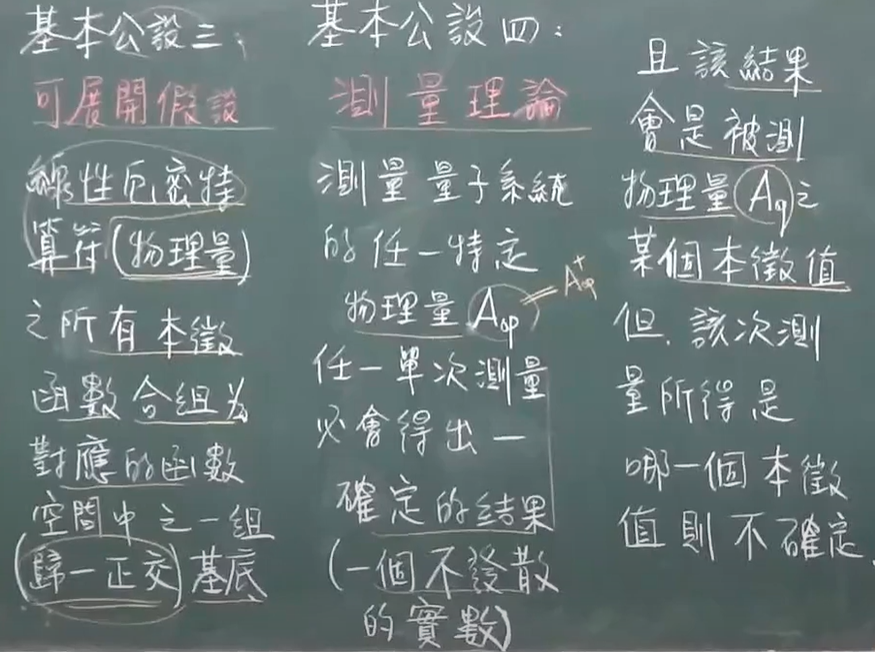 基本公設三:
可展開假設
線性厄密特
算符(物理量)
之所有本徵
函數合組為
對應的函數
空間中之一組
(歸一正交)基底
基本公設四:
測量理論
測量量子系統
的任一特定
物理量 Aop = A⁺op
任一單次測量
必會得出一
確定的結果
(一個不發散
的實數)
且該結果
會是被測
物理量 Aop 之
某個本徵值
但,該次測
量所得是
哪一個本徵
值則不確定.